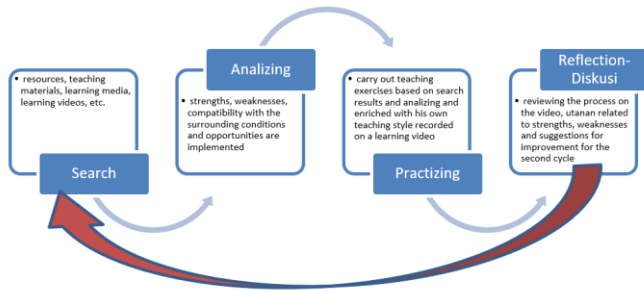 • resources, teaching
materials, learning media,
learning videos, etc.
Search
Analizing
• strengths, weaknesses,
compatibility with the
surrounding conditions
and opportunities are
implemented
• carry out teaching
exercises based on search
results and analizing and
enriched with his own
teaching style recorded
on a learning video
Practizing
Reflection-
Diskusi
• reviewing the process on
the video, utanan related
to strengths, weaknesses
and suggestions for
improvement for the
second cycle